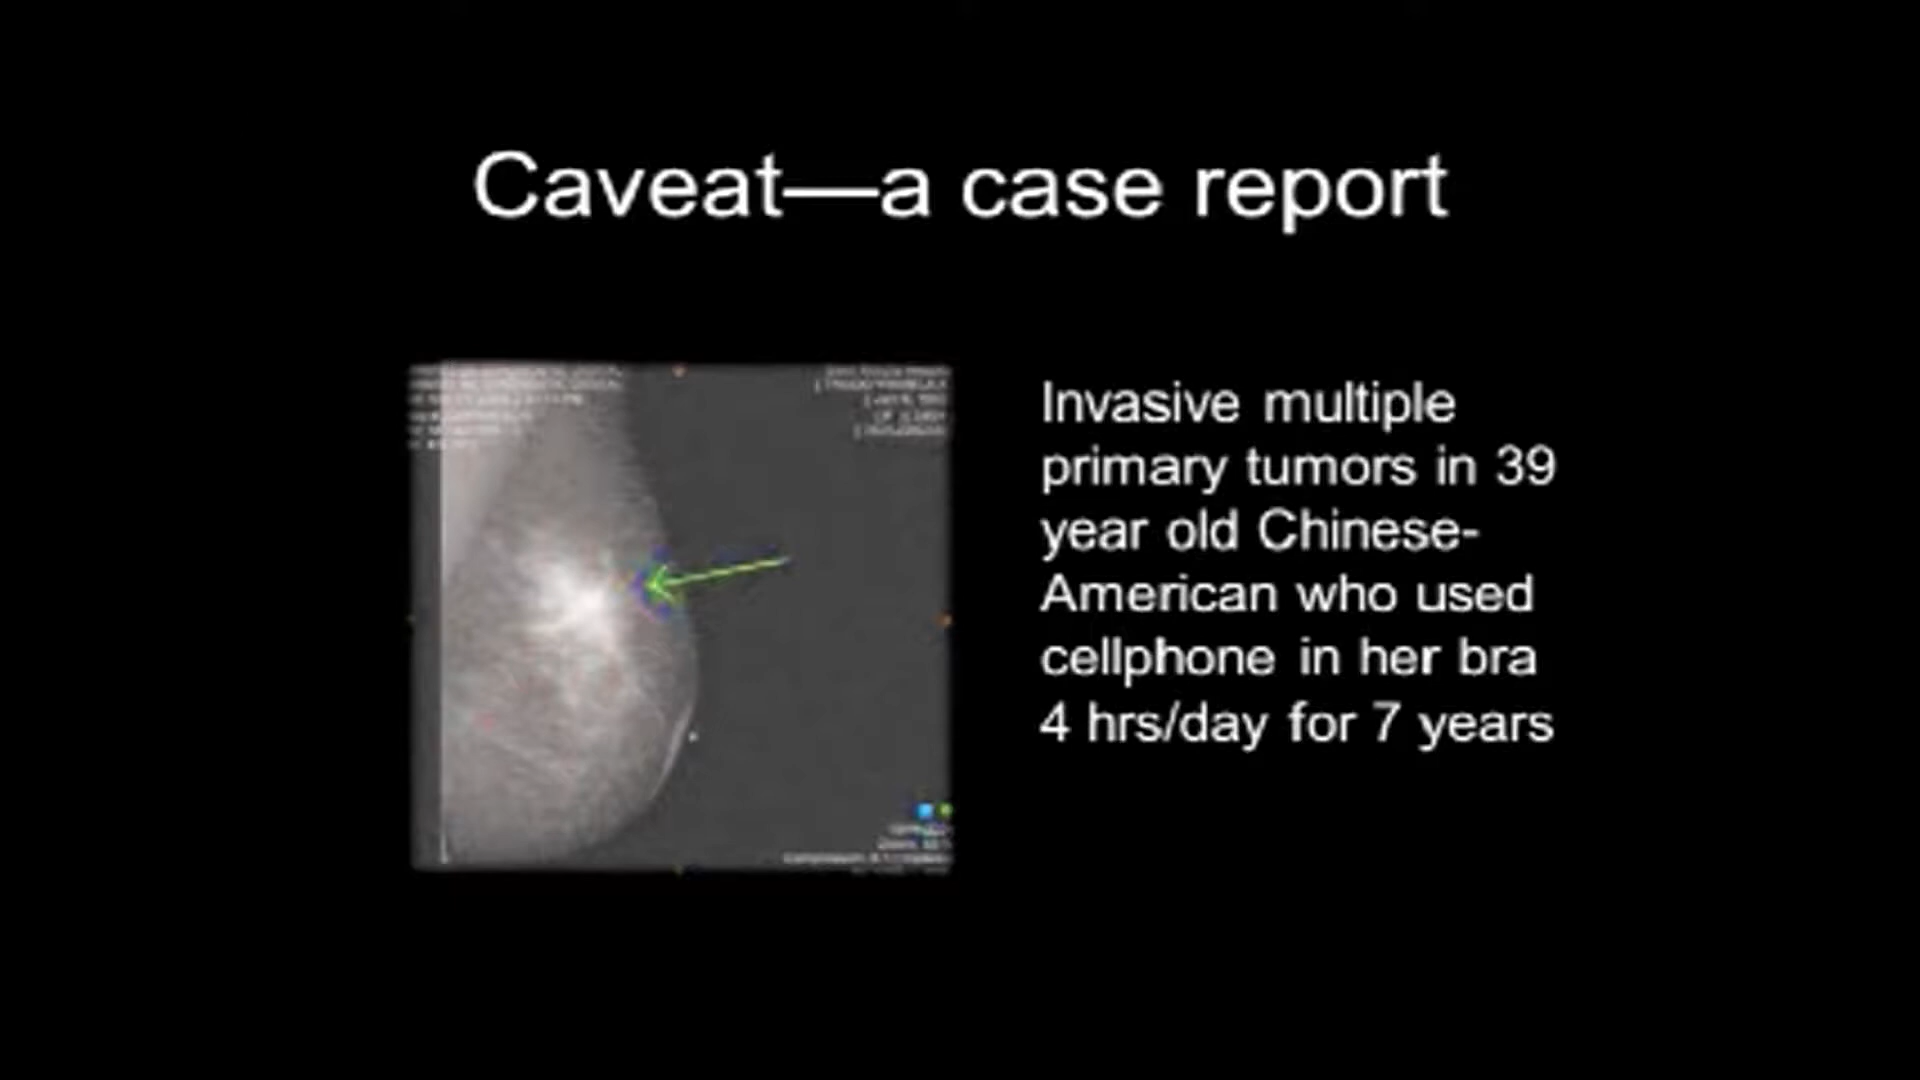 Caveat—a case report
Invasive multiple
primary tumors in 39
year old Chinese-
American who used
cellphone in her bra
4 hrs/day for 7 years